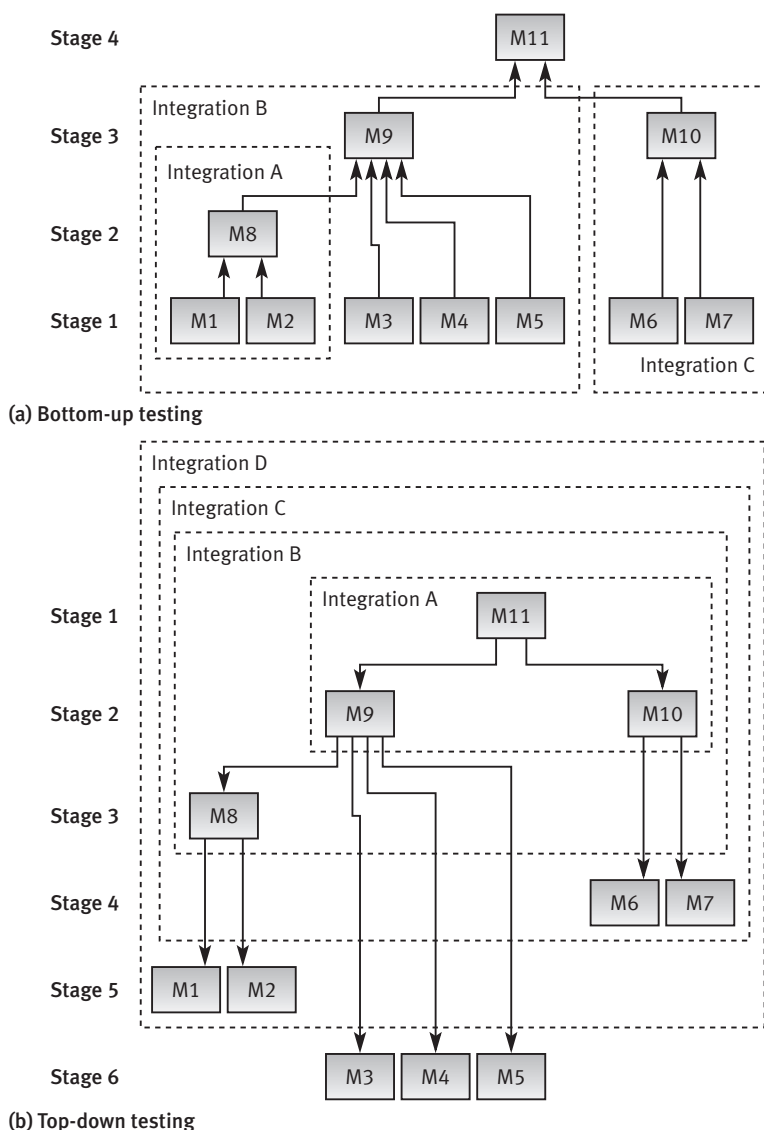 Stage 4
M11
Integration B
Stage 3
M9
M10
Integration A
Stage 2
M8
Stage 1
M1
M2
M3
M4
M5
M6
M7
Integration C
(a) Bottom-up testing
Integration D
Integration C
Integration B
Integration A
Stage 1
M11
Stage 2
M9
M10
Stage 3
M8
Stage 4
M6
M7
Stage 5
M1
M2
Stage 6
M3
M4
M5
(b) Top-down testing